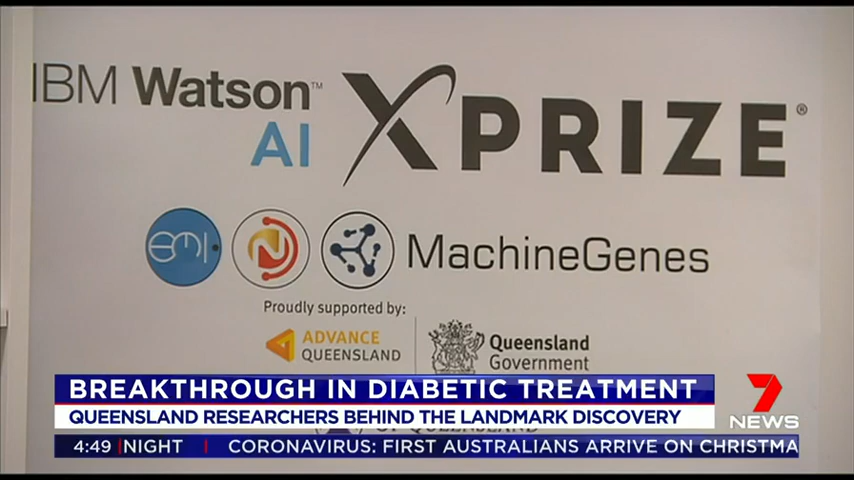 IBM Watson™
AI
XPRIZE®
MachineGenes
Proudly supported by:
ADVANCE
QUEENSLAND
Queensland
Government
BREAKTHROUGH IN DIABETIC TREATMENT
QUEENSLAND RESEARCHERS BEHIND THE LANDMARK DISCOVERY
7
NEWS
4:49 NIGHT CORONAVIRUS: FIRST AUSTRALIANS ARRIVE ON CHRISTMA